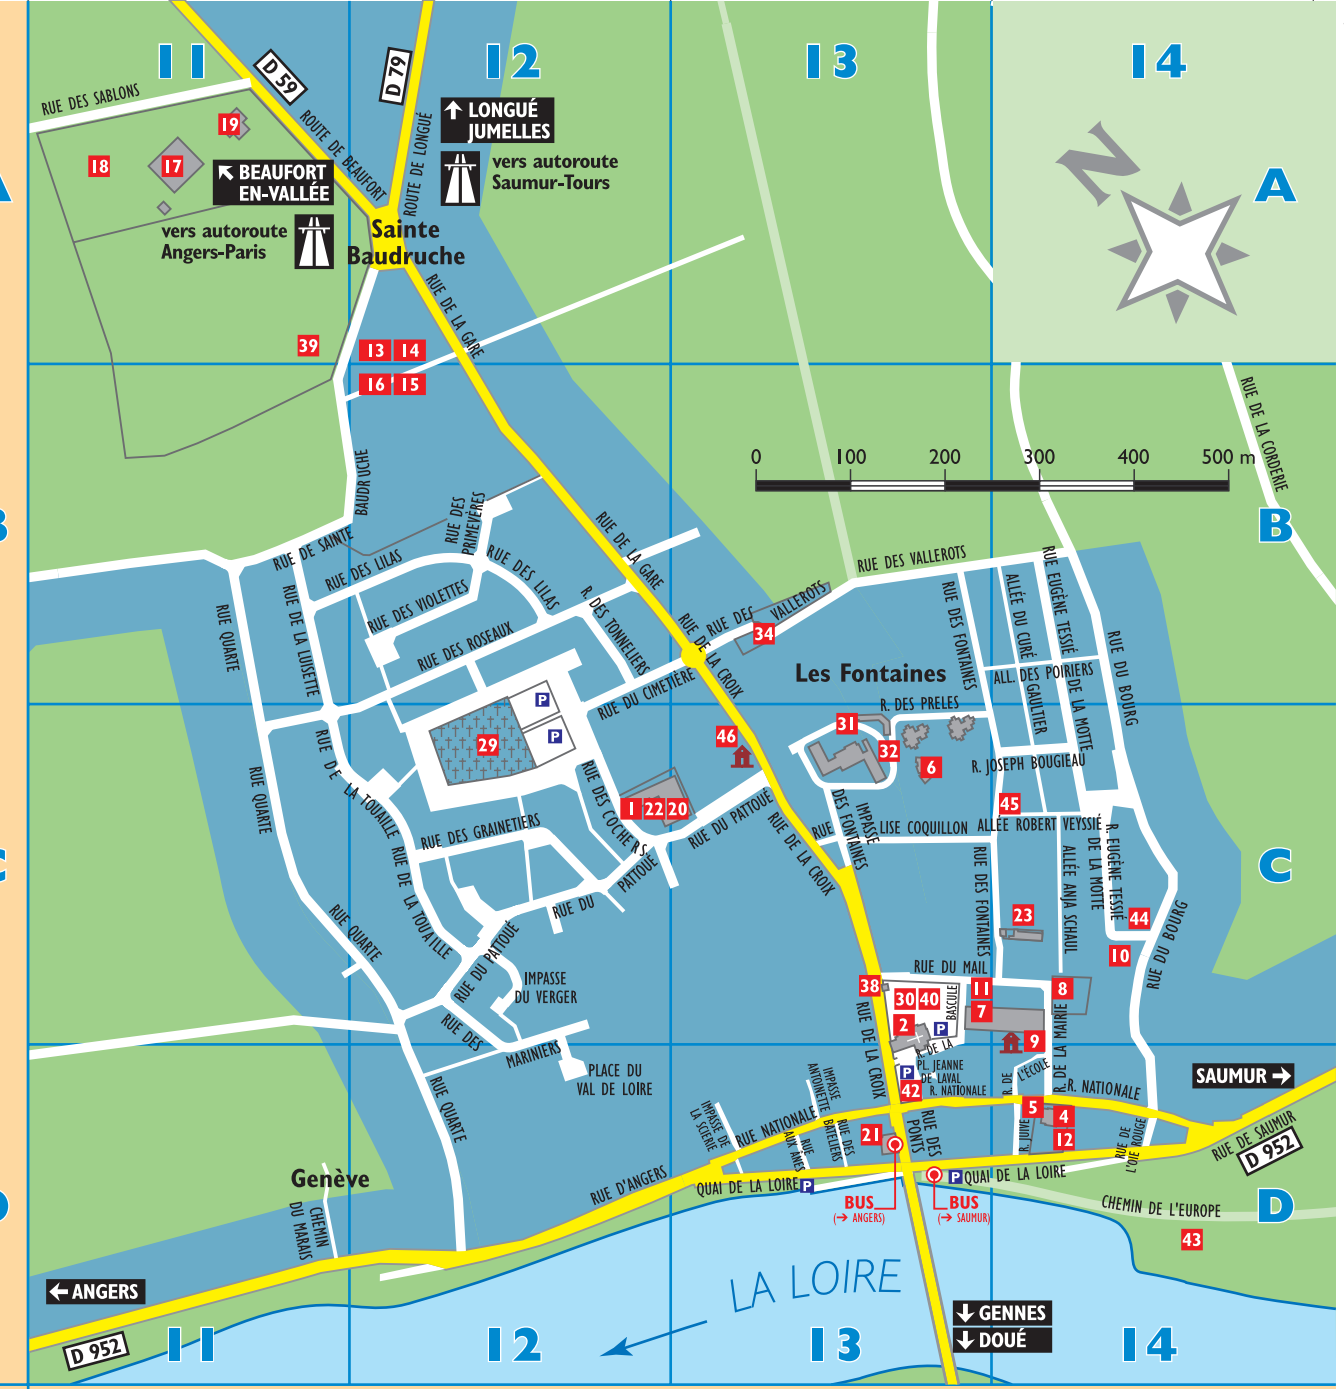 11
12
13
14
D 59
D 79
RUE DES SABLONS
19
18
17
ROUTE DE BEAUFORT
ROUTE DE LONGUÉ
LONGUÉ
JUMELLES
vers autoroute
Saumur-Tours
BEAUFORT
EN-VALLÉE
vers autoroute
Angers-Paris
Sainte
Baudruche
N
A
A
RUE DE LA GARE
39
13
14
16
15
RUE DE LA CORDERIE
0
100
200
300
400
500 m
B
B
RUE DE SAINTE
BAUDRUCHE
RUE DES
PRIMEVÈRES
RUE DES LILAS
RUE DES LILAS
RUE DES VIOLETTES
RUE DES ROSEAUX
R. DES TONNELIERS
RUE DE LA GARE
RUE QUARTE
RUE DE LA LUISETTE
RUE DES VALLEROTS
RUE DES VALLEROTS
34
RUE DE LA CROIX
RUE DU CIMETIÈRE
Les Fontaines
RUE DES FONTAINES
ALLÉE DU CURÉ
GAULTIER
RUE EUGÈNE TESSIÉ
DE LA MOTTE
ALL. DES POIRIERS
RUE DU BOURG
R. DES PRELES
31
32
6
46
P
P
29
R. JOSEPH BOUGIEAU
45
RUE DE LA TOUAILLE
RUE QUARTE
RUE DES COCHERS
1
22
20
RUE DU PATTOUÉ
RUE DE LA CROIX
RUE DES GRAINETIERS
RUE DE LA TOUAILLE
PATTOUÉ
RUE DU
IMPASSE
DES FONTAINES
RUE LISE COQUILLON
ALLÉE ROBERT VEYSSIÉ
R. EUGÈNE TESSIÉ
DE LA MOTTE
C
C
RUE DES FONTAINES
ALLÉE ANJA SCHAUL
23
44
10
RUE DU BOURG
RUE QUARTE
RUE DU PATTOUÉ
IMPASSE
DU VERGER
RUE DU MAIL
38
30
40
BASCULE
11
8
7
2
P
9
RUE DE LA CROIX
R. DE LA
R. DE LA MAIRIE
RUE DES
MARINIERS
PLACE DU
VAL DE LOIRE
P
PL. JEANNE
DE LAVAL
42
R. NATIONALE
R. DE
L'ÉCOLE
R. NATIONALE
SAUMUR
RUE QUARTE
IMPASSE DE
LA SCIERIE
IMPASSE
ANTOINETTE
RUE NATIONALE
RUE
AUX ANES
RUE DES
BATELIERS
21
RUE DES
PONTS
5
4
12
R. JUIVE
RUE DE
L'OIE ROUGE
RUE DE SAUMUR
D 952
Genève
CHEMIN
DU MARAIS
RUE D'ANGERS
QUAI DE LA LOIRE
P
P
QUAI DE LA LOIRE
BUS
(→ ANGERS)
BUS
(→ SAUMUR)
CHEMIN DE L'EUROPE
43
D
D
ANGERS
LA LOIRE
GENNES
DOUÉ
D 952
11
12
13
14